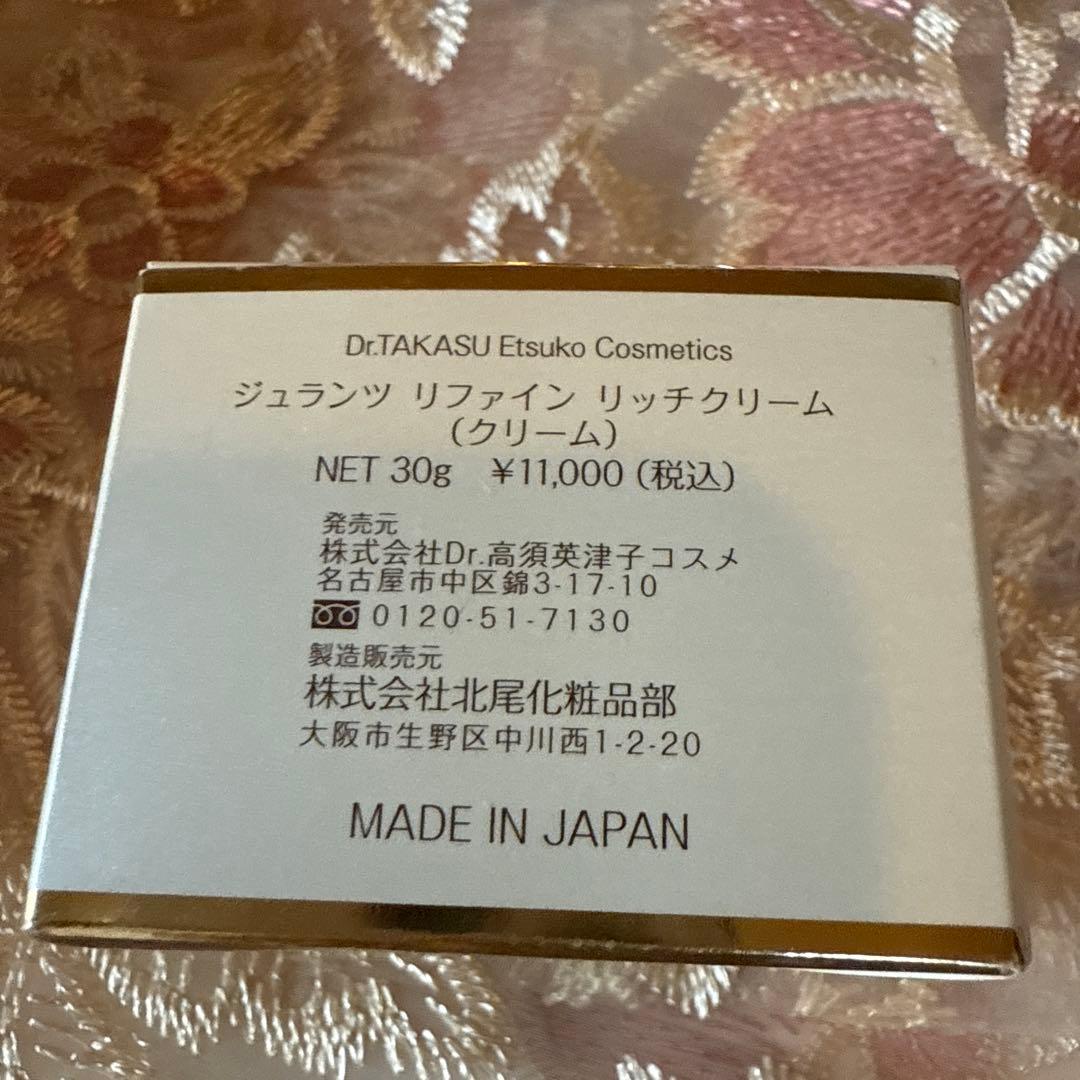 Dr.TAKASU Etsuko Cosmetics
ジュランツ リファイン リッチクリーム
（クリーム）
NET 30g ¥11,000（税込）
発売元
株式会社Dr.高須英津子コスメ
名古屋市中区錦3-17-10
0120-51-7130
製造販売元
株式会社北尾化粧品部
大阪市生野区中川西1-2-20
MADE IN JAPAN